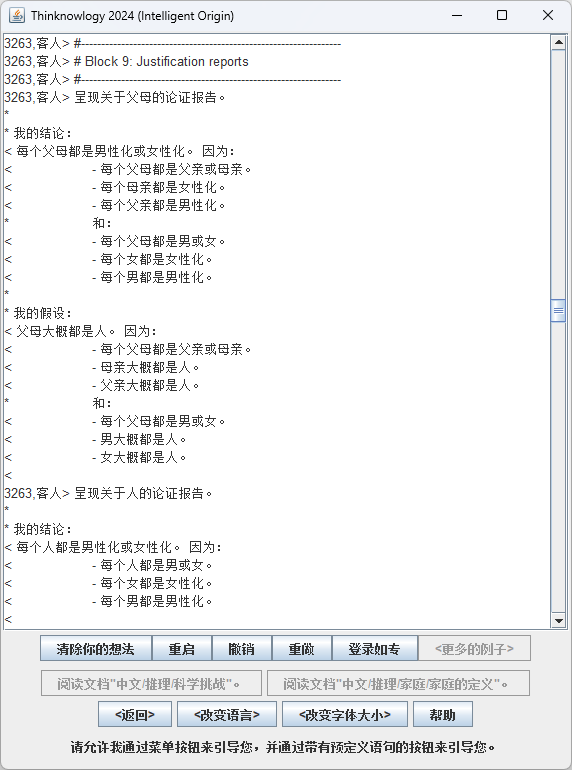 Thinknowlogy 2024 (Intelligent Origin)
3263,客人> #-----------------------------------------------------------------
3263,客人> # Block 9: Justification reports
3263,客人> #-----------------------------------------------------------------
3263,客人> 呈现关于父母的论证报告。
*
* 我的结论：
< 每个父母都是男性化或女性化。 因为：
< - 每个父母都是父亲或母亲。
< - 每个母亲都是女性化。
< - 每个父亲都是男性化。
* 和：
< - 每个父母都是男或女。
< - 每个女都是女性化。
< - 每个男都是男性化。
*
* 我的假设：
< 父母大概都是人。 因为：
< - 每个父母都是父亲或母亲。
< - 母亲大概都是人。
< - 父亲大概都是人。
* 和：
< - 每个父母都是男或女。
< - 男大概都是人。
< - 女大概都是人。
<
3263,客人> 呈现关于人的论证报告。
*
* 我的结论：
< 每个人都是男性化或女性化。 因为：
< - 每个人都是男或女。
< - 每个女都是女性化。
< - 每个男都是男性化。
<
清除你的想法 重启 撤销 重做 登录如专 <更多的例子>
阅读文档"中文/推理/科学挑战"。 阅读文档"中文/推理/家庭/家庭的定义"。
<返回> <改变语言> <改变字体大小> 帮助
请允许我通过菜单按钮来引导您，并通过带有预定义语句的按钮来引导您。